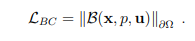 𝓛_BC = ‖𝓑(𝐱, p, 𝐮)‖_∂Ω .